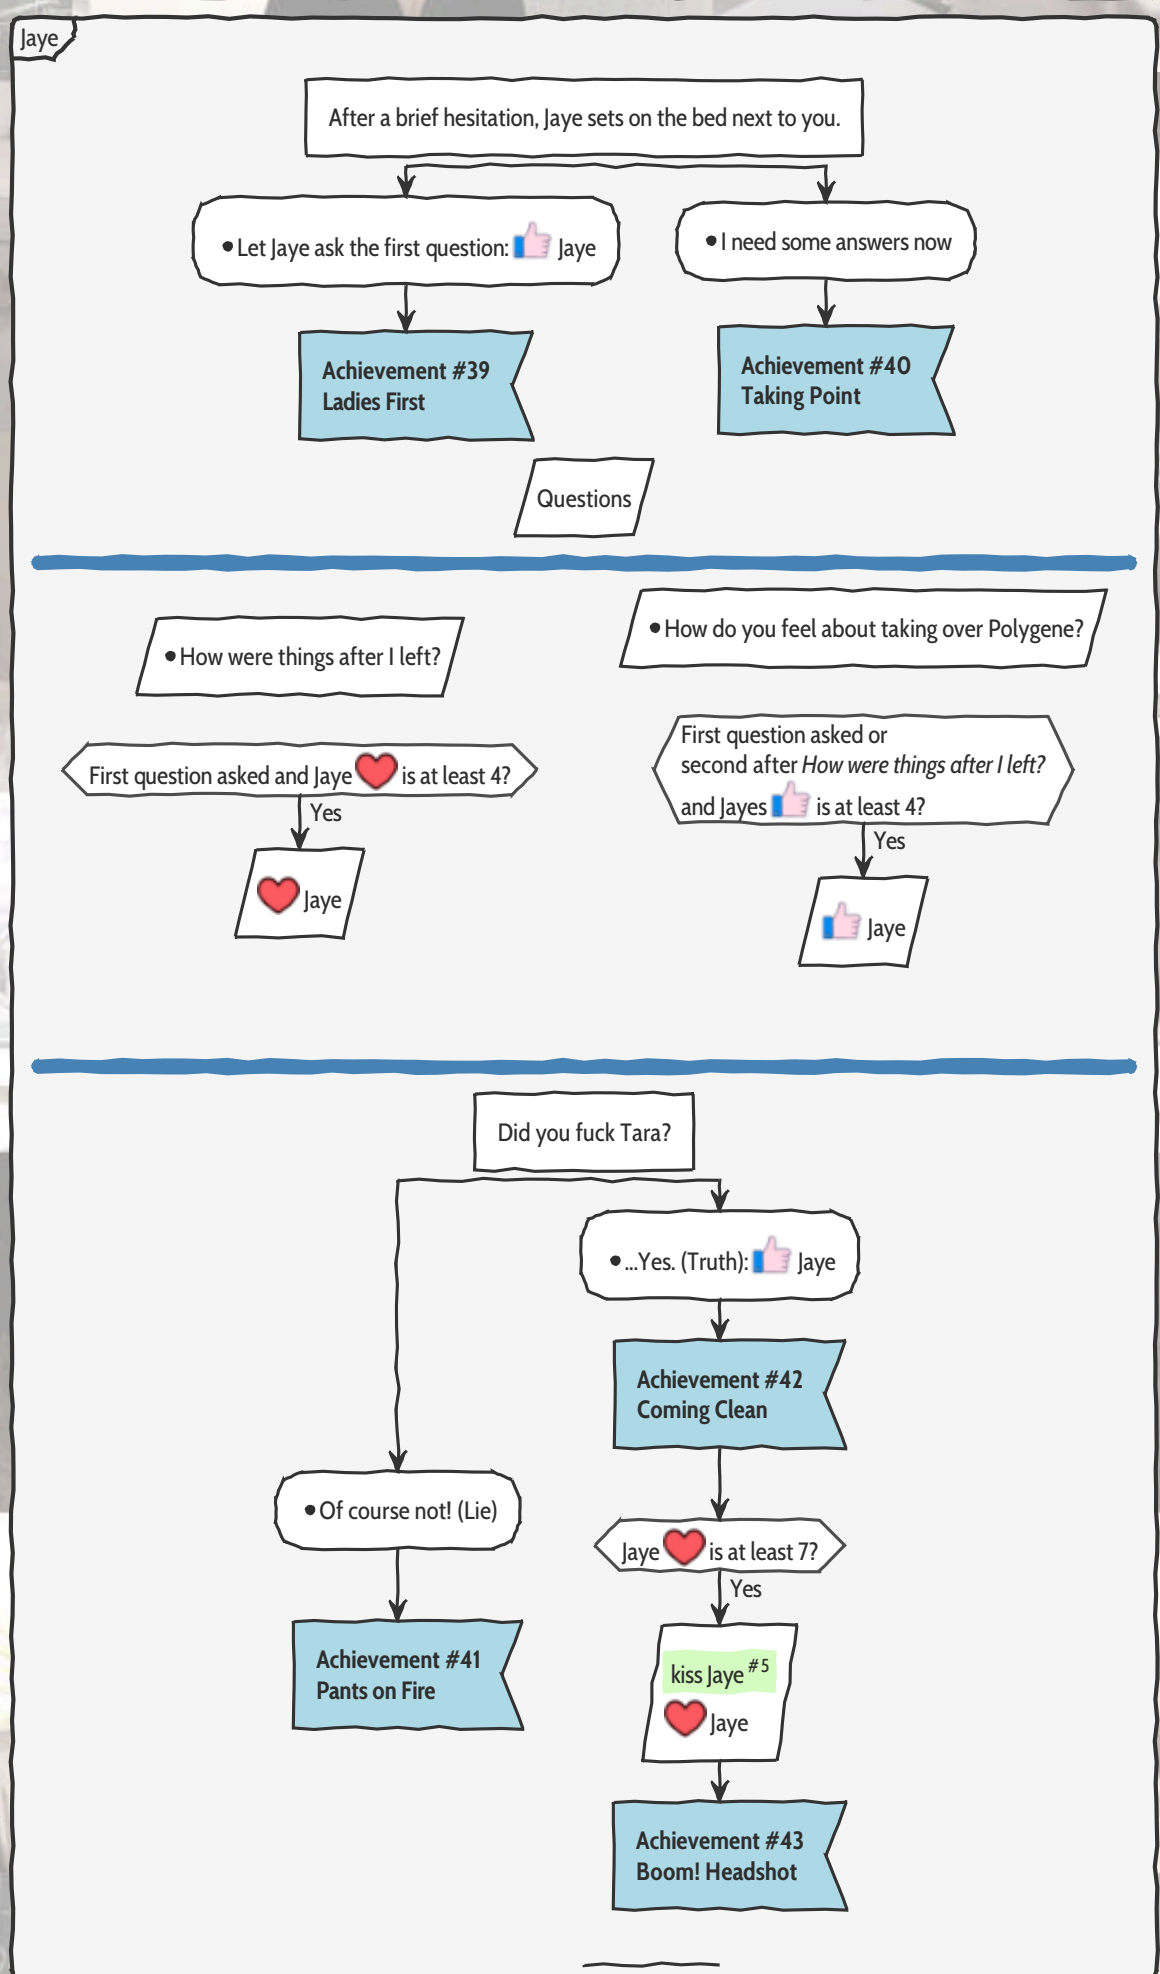 Jaye
After a brief hesitation, Jaye sets on the bed next to you.
•Let Jaye ask the first question: Jaye
•I need some answers now
Achievement #39
Ladies First
Achievement #40
Taking Point
Questions
•How were things after I left?
•How do you feel about taking over Polygene?
First question asked and Jaye is at least 4?
Yes
Jaye
First question asked or
second after How were things after I left?
and Jayes is at least 4?
Yes
Jaye
Did you fuck Tara?
•...Yes. (Truth): Jaye
Achievement #42
Coming Clean
•Of course not! (Lie)
Jaye is at least 7?
Yes
Achievement #41
Pants on Fire
kiss Jaye #5
Jaye
Achievement #43
Boom! Headshot